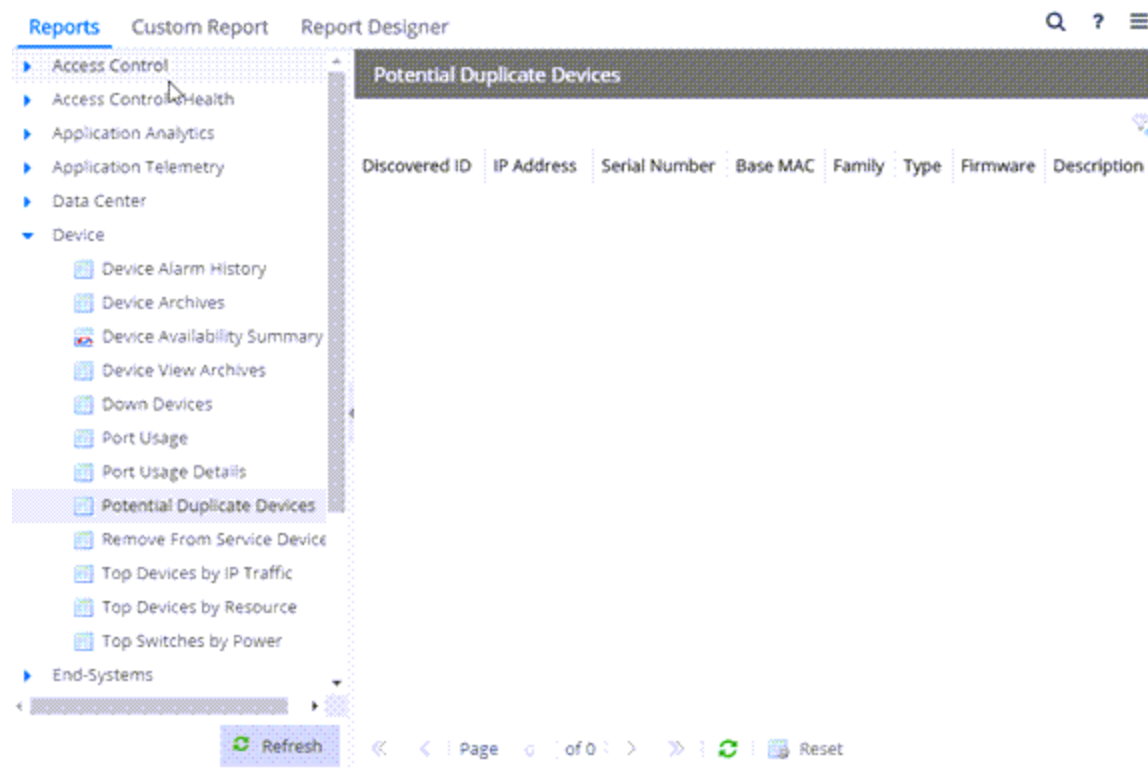 Reports Custom Report Report Designer ?
Access Control
Access Control Health
Application Analytics
Application Telemetry
Data Center
Device
Device Alarm History
Device Archives
Device Availability Summary
Device View Archives
Down Devices
Port Usage
Port Usage Details
Potential Duplicate Devices
Remove From Service Device
Top Devices by IP Traffic
Top Devices by Resource
Top Switches by Power
End-Systems
Refresh
Potential Duplicate Devices
Discovered ID IP Address Serial Number Base MAC Family Type Firmware Description
Page of 0 Reset